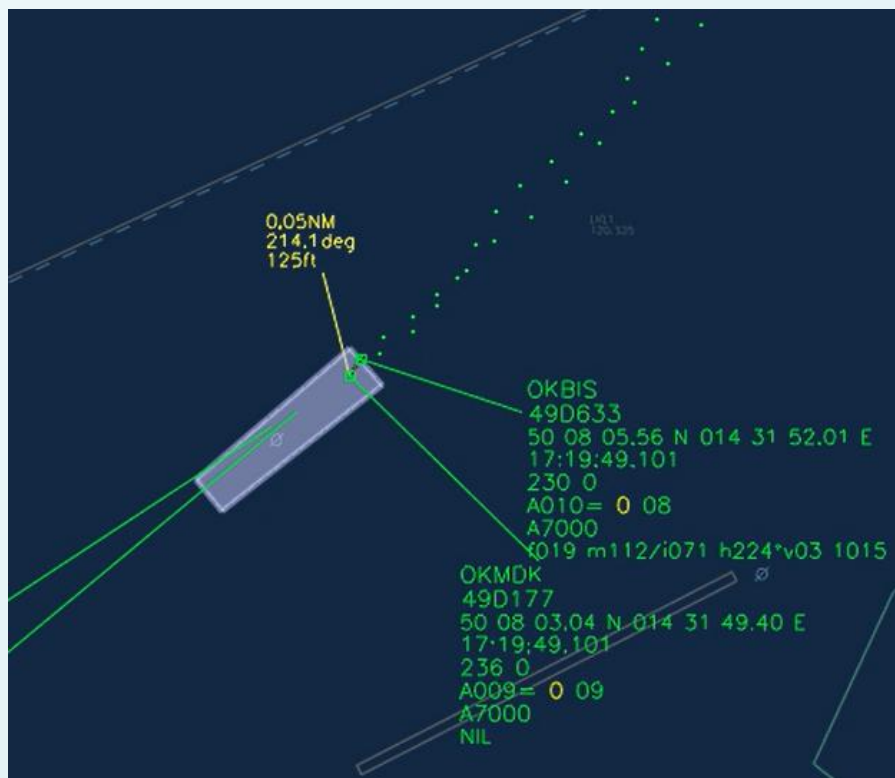 120.325
0.05NM
214.1deg
125ft
OKBIS
49D633
50 08 05.56 N 014 31 52.01 E
17:19:49.101
230 0
A010= 0 08
A7000
f019 m112/i071 h224°v03 1015
OKMDK
49D177
50 08 03.04 N 014 31 49.40 E
17:19:49.101
236 0
A009= 0 09
A7000
NIL